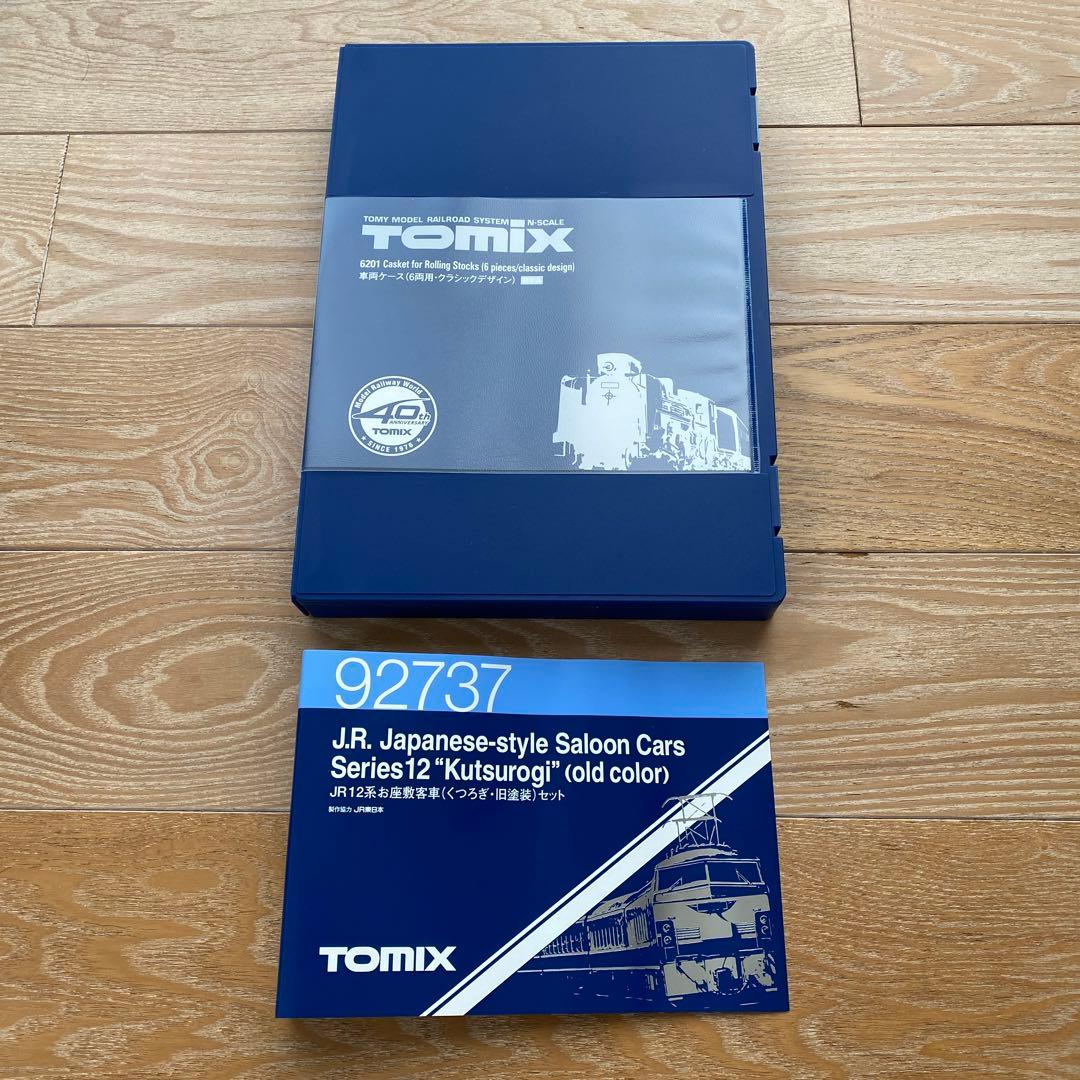 TOMY MODEL RAILROAD SYSTEM N-SCALE
TOMIX
6201 Casket for Rolling Stocks (6 pieces/classic design)
車両ケース(6両用・クラシックデザイン)
Model Railway World
40th
ANNIVERSARY
TOMIX
★ SINCE 1976 ★
92737
J.R. Japanese-style Saloon Cars
Series12 “Kutsurogi” (old color)
JR12系お座敷客車(くつろぎ・旧塗装)セット
製作協力 JR東日本
TOMIX